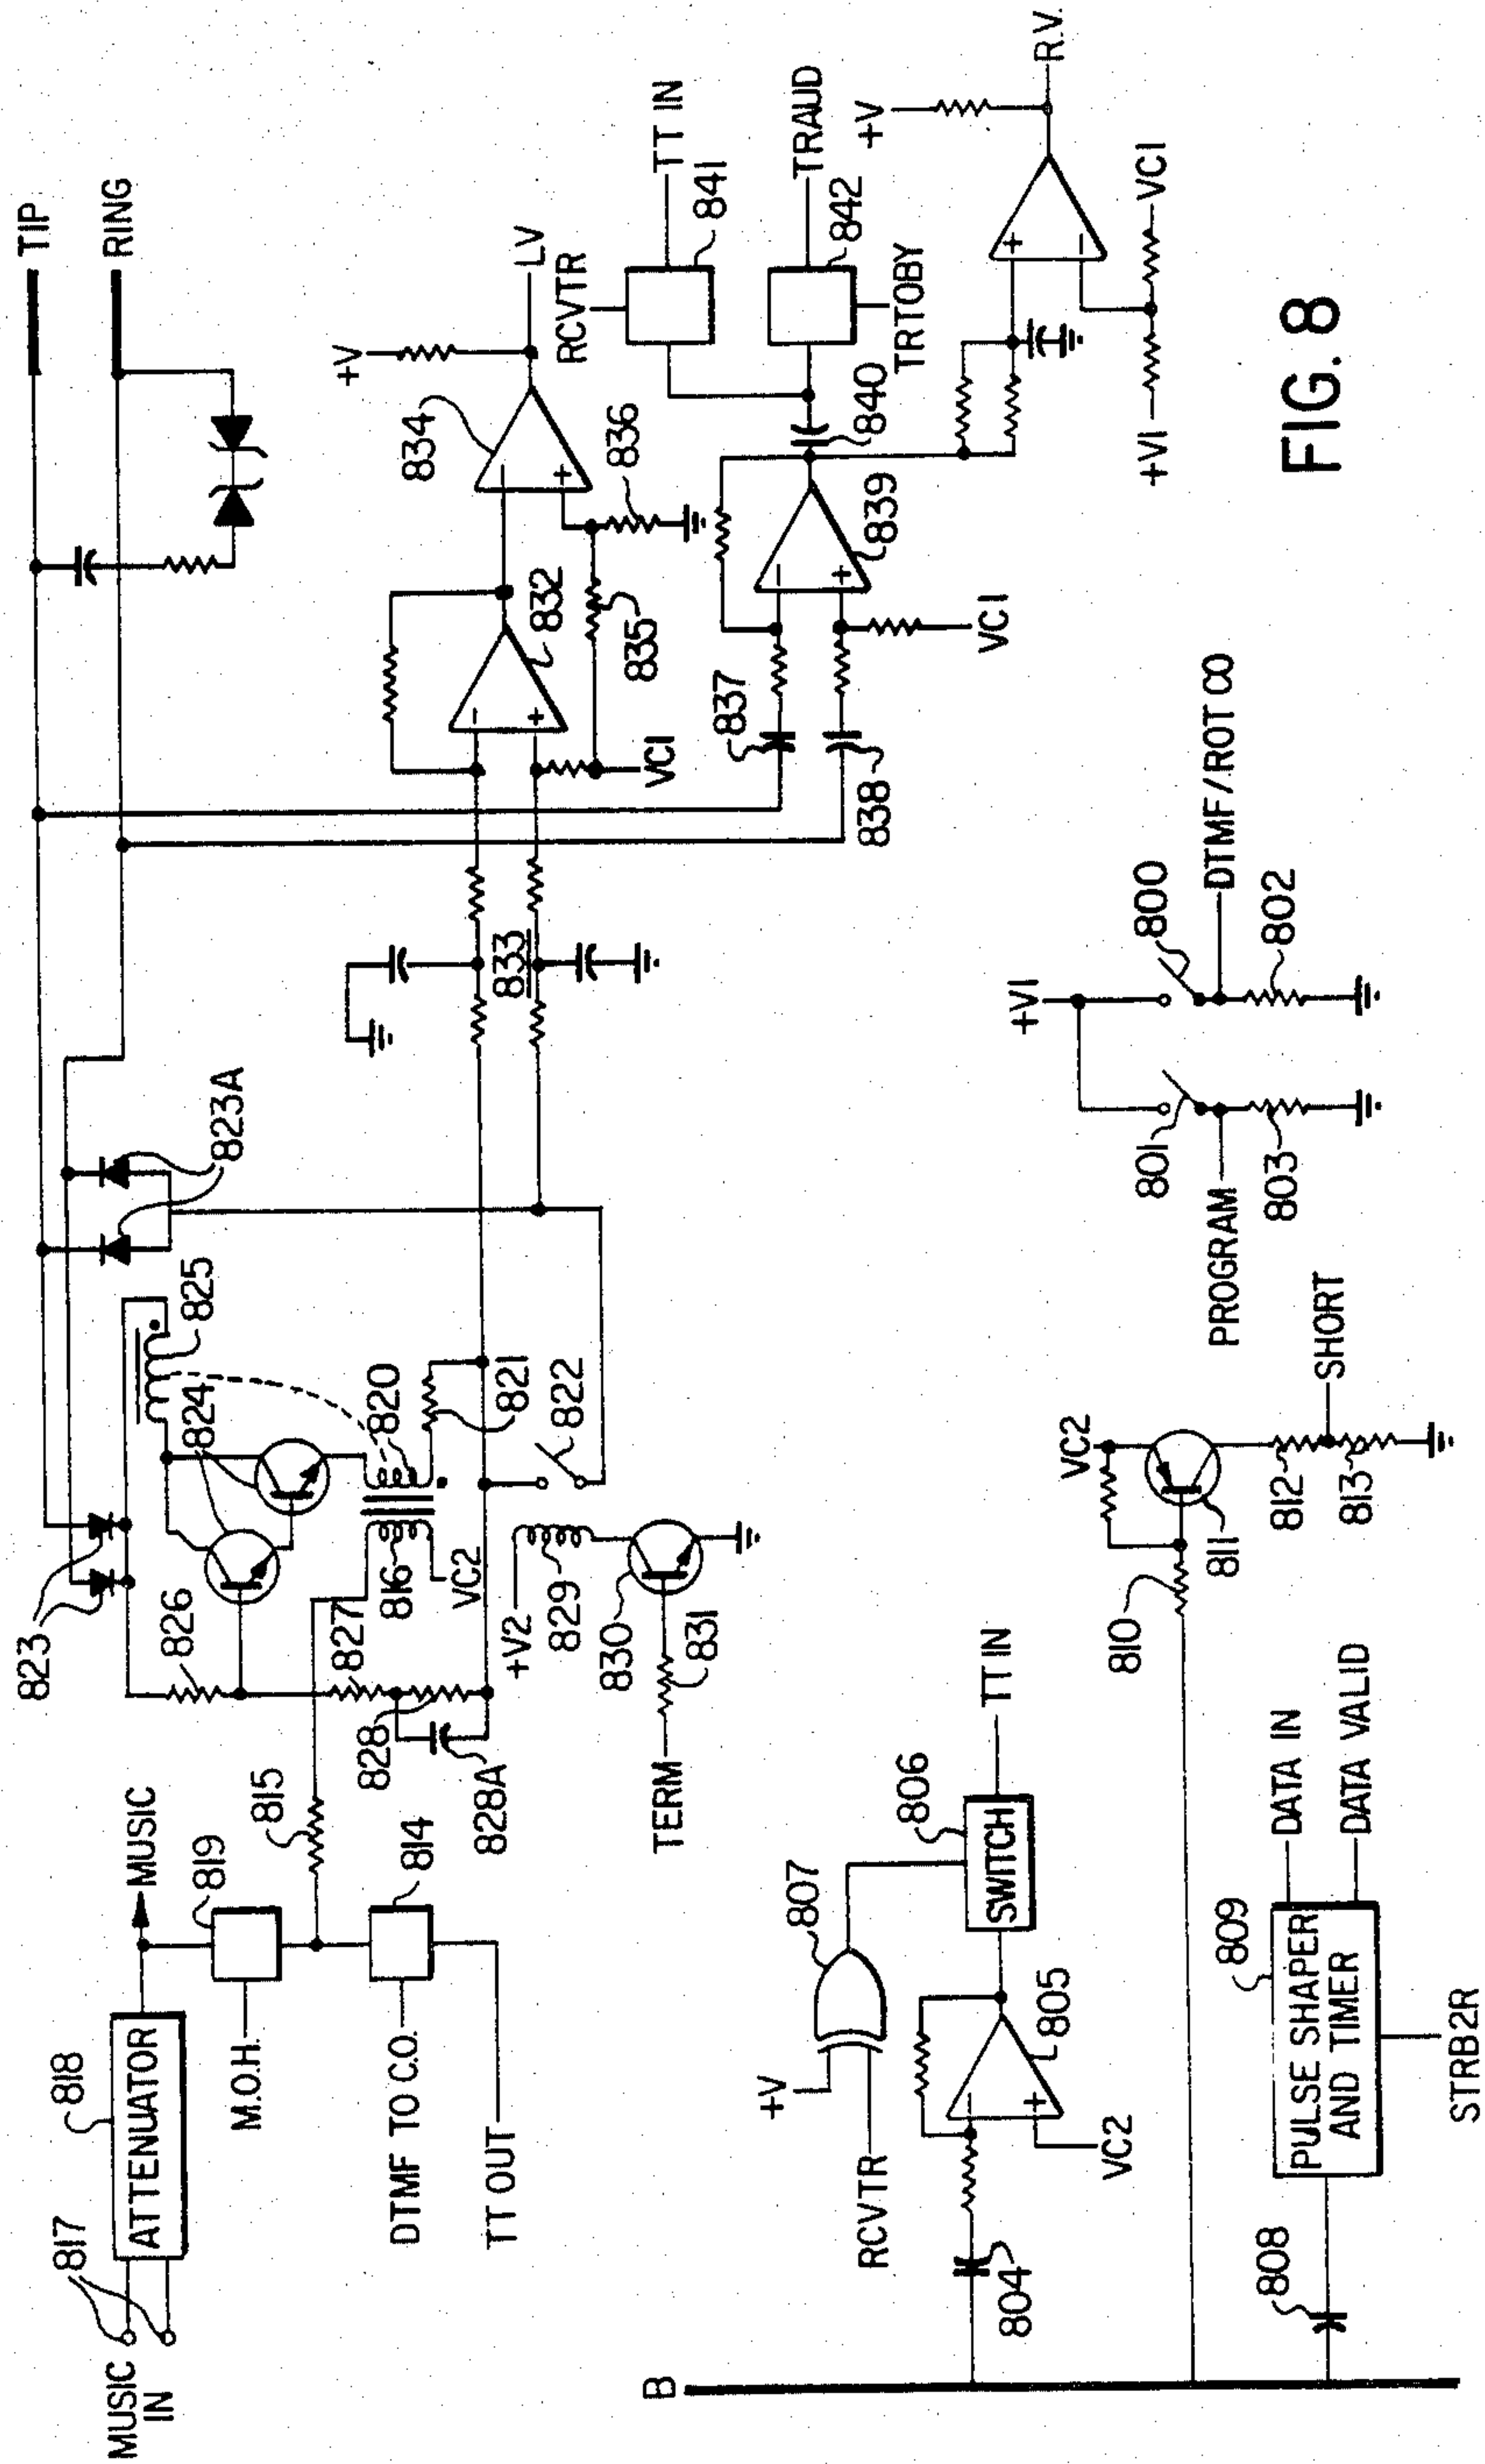 TIP
RING
MUSIC IN
817
818
ATTENUATOR
MUSIC
819
M.O.H.
DTMF TO C.O.
814
TT OUT
815
823
826
824
825
823A
827
816
VC2
820
821
828
828A
+V2
829
822
830
831
TERM
833
832
VC1
834
835
836
+V
LV
RCVTR
TT IN
841
TRAUD
842
TRTOBY
837
838
839
840
VC1
+V
R.V.
+V1
VC1
B
804
+V
RCVTR
807
805
VC2
SWITCH
806
TT IN
808
809
PULSE SHAPER
AND TIMER
STRB2R
DATA IN
DATA VALID
810
811
VC2
812
813
SHORT
+V1
800
801
PROGRAM
803
802
DTMF/ROT CO
FIG. 8